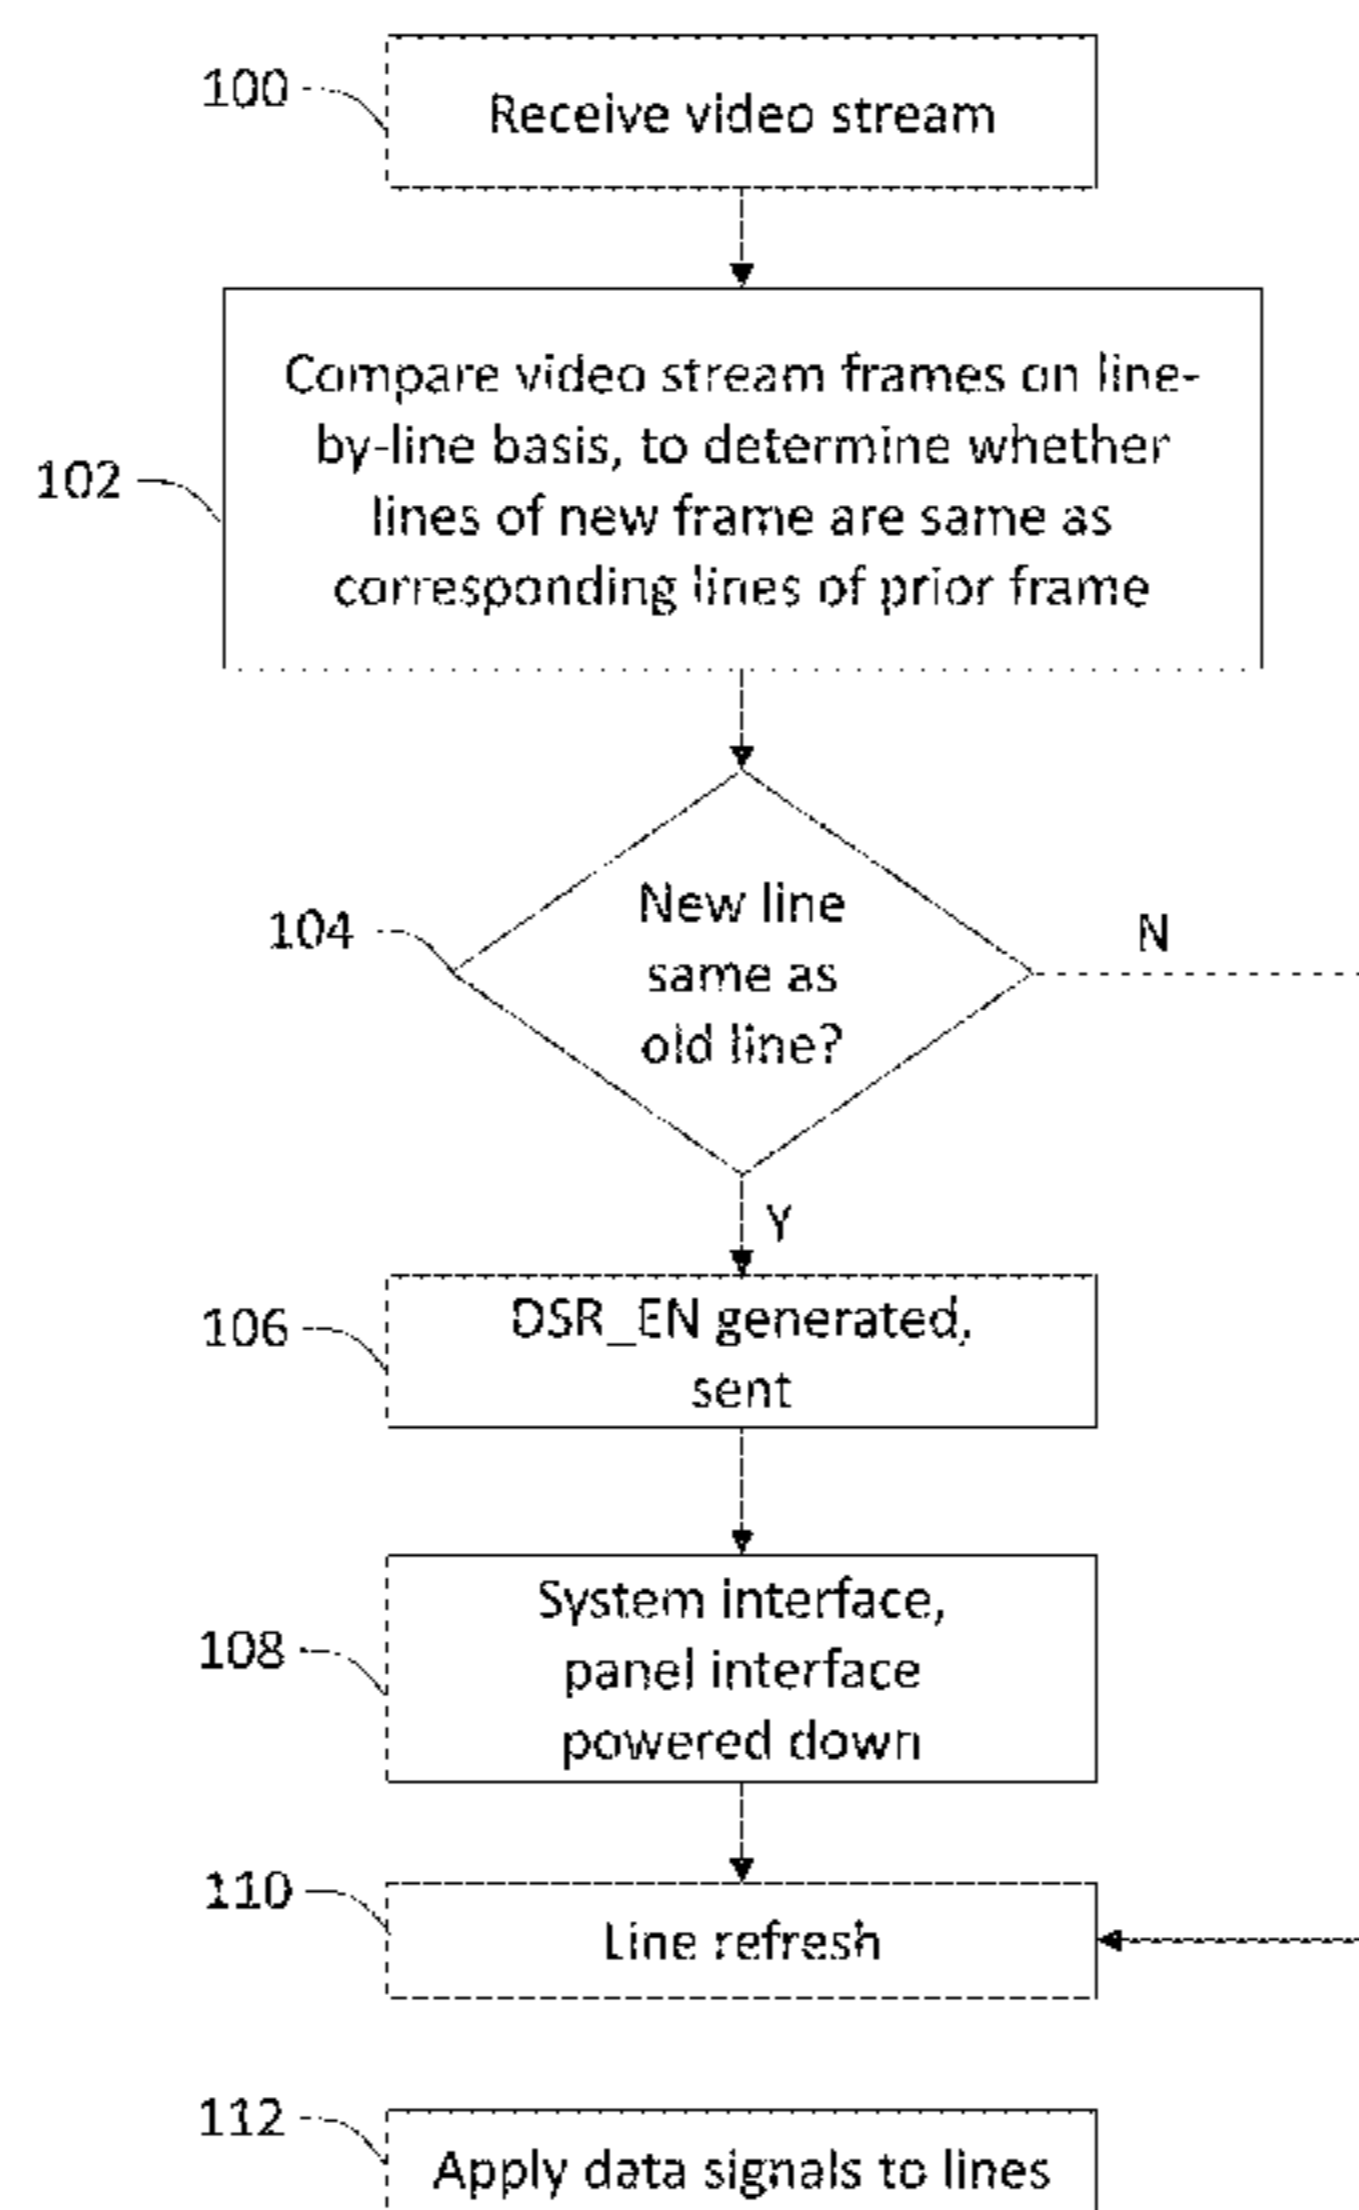 100
Receive video stream
102
Compare video stream frames on line-
by-line basis, to determine whether
lines of new frame are same as
corresponding lines of prior frame
104
New line
same as
old line?
N
Y
106
DSR_EN generated,
sent
108
System interface,
panel interface
powered down
110
Line refresh
112
Apply data signals to lines